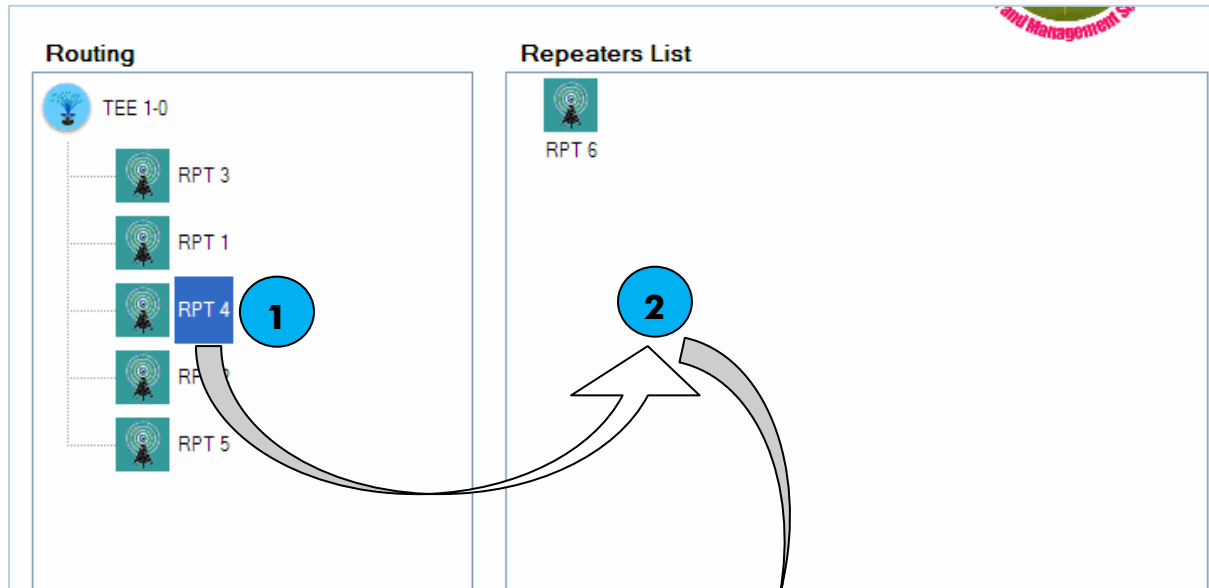 and Management S
Routing
Repeaters List
TEE 1-0
RPT 6
RPT 3
RPT 1
RPT 4
1
2
RPT 5